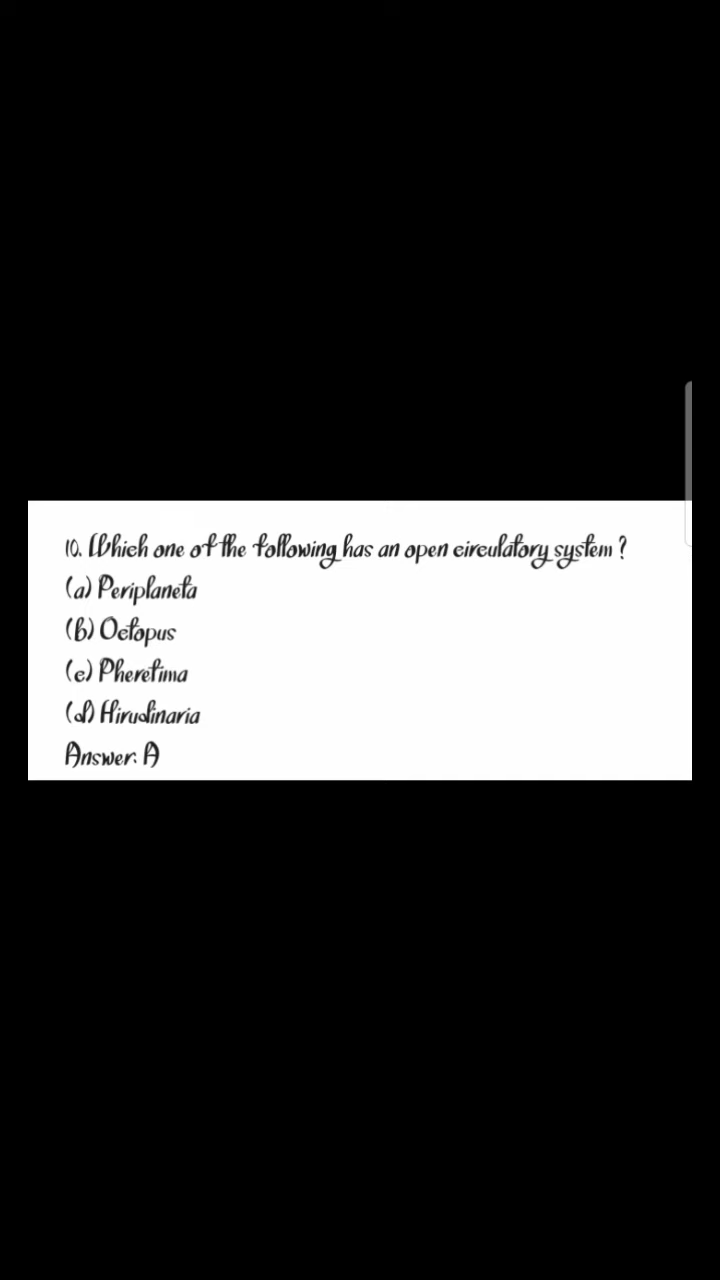 10. Which one of the following has an open circulatory system ?
(a) Periplaneta
(b) Octopus
(c) Pheretima
(d) Hirudinaria
Answer: A